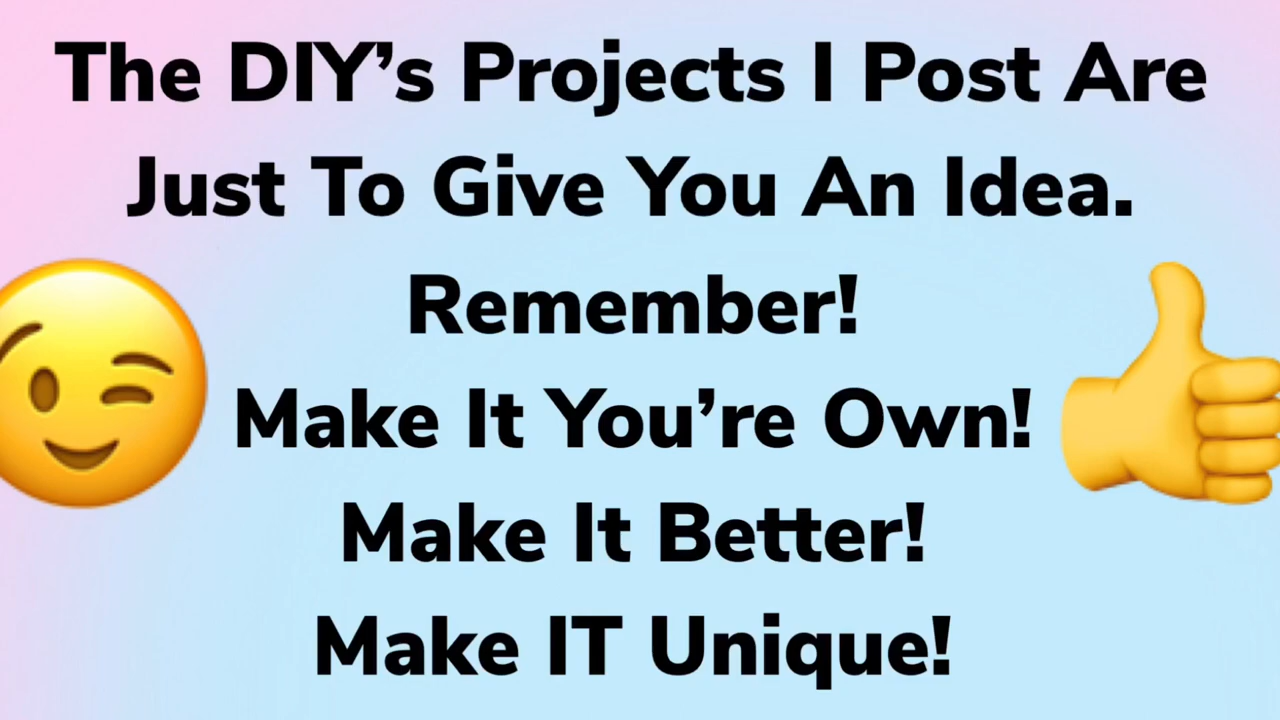 The DIY’s Projects I Post Are
Just To Give You An Idea.
Remember!
Make It You’re Own!
Make It Better!
Make IT Unique!